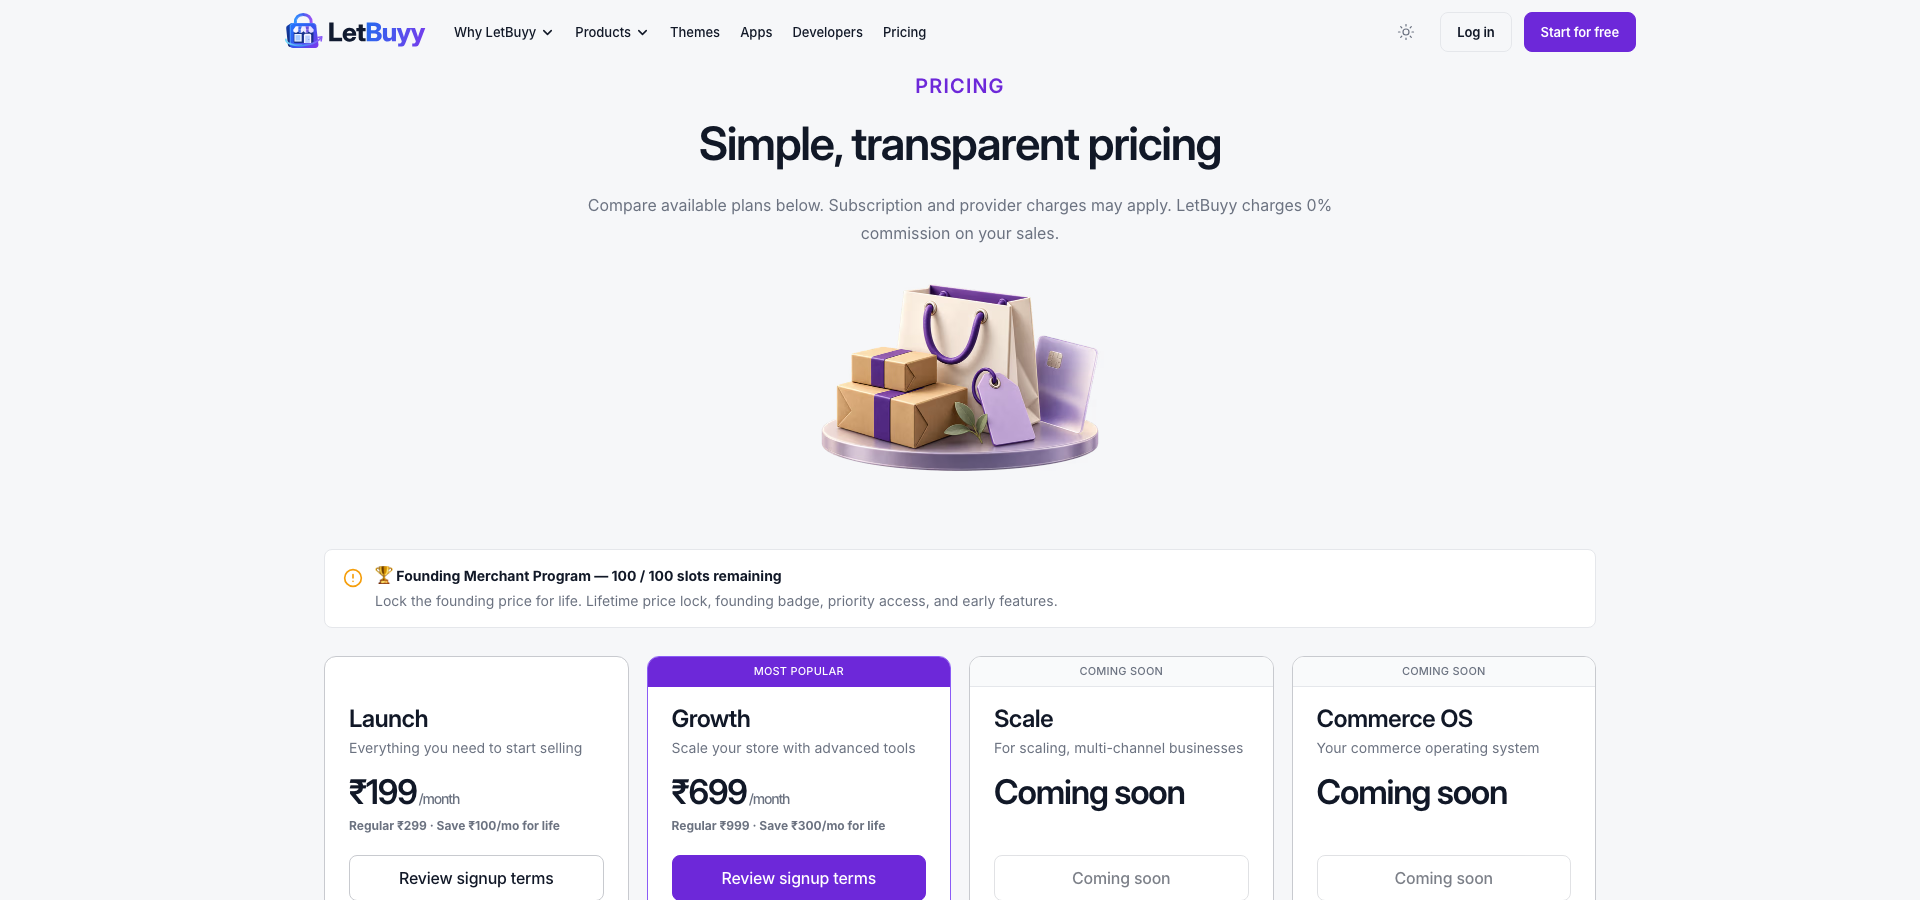 LetBuyy
Why LetBuyy
Products
Themes
Apps
Developers
Pricing
Log in
Start for free
PRICING
Simple, transparent pricing
Compare available plans below. Subscription and provider charges may apply. LetBuyy charges 0%
commission on your sales.
🏆 Founding Merchant Program — 100 / 100 slots remaining
Lock the founding price for life. Lifetime price lock, founding badge, priority access, and early features.
Launch
Everything you need to start selling
₹199 /month
Regular ₹299 · Save ₹100/mo for life
Review signup terms
MOST POPULAR
Growth
Scale your store with advanced tools
₹699 /month
Regular ₹999 · Save ₹300/mo for life
Review signup terms
COMING SOON
Scale
For scaling, multi-channel businesses
Coming soon
Coming soon
COMING SOON
Commerce OS
Your commerce operating system
Coming soon
Coming soon